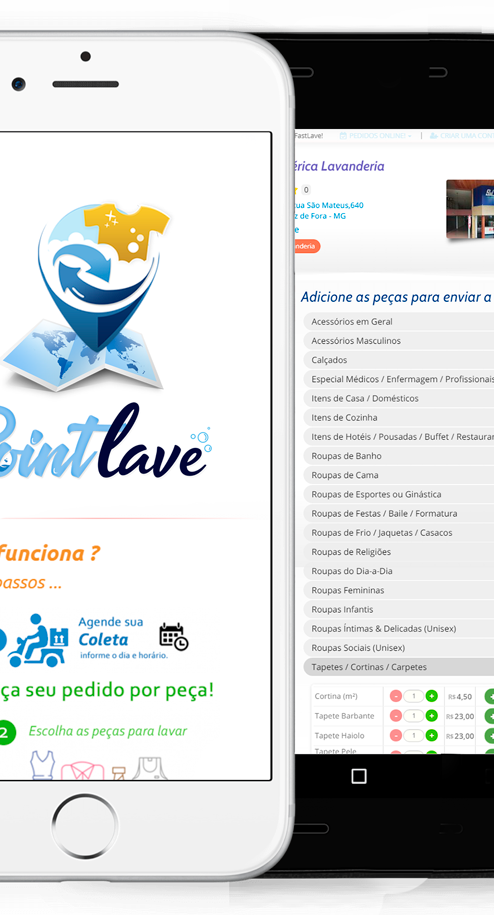 ointlave
funciona ?
passos ...
Agende sua
Coleta
informe o dia e horário.
ça seu pedido por peça!
2
Escolha as peças para lavar
FastLave!
PEDIDOS ONLINE
CRIAR UMA CON
érica Lavanderia
0
ua São Mateus,640
z de Fora - MG
e
anderia
Adicione as peças para enviar a
Acessórios em Geral
Acessórios Masculinos
Calçados
Especial Médicos / Enfermagem / Profissionais
Itens de Casa / Domésticos
Itens de Cozinha
Itens de Hotéis / Pousadas / Buffet / Restauran
Roupas de Banho
Roupas de Cama
Roupas de Esportes ou Ginástica
Roupas de Festas / Baile / Formatura
Roupas de Frio / Jaquetas / Casacos
Roupas de Religiões
Roupas do Dia-a-Dia
Roupas Femininas
Roupas Infantis
Roupas Íntimas & Delicadas (Unisex)
Roupas Sociais (Unisex)
Tapetes / Cortinas / Carpetes
Cortina (m²) - 1 + R$ 4,50 +
Tapete Barbante - 1 + R$ 23,00 +
Tapete Haiolo - 1 + R$ 23,00 +
Tapete Pele